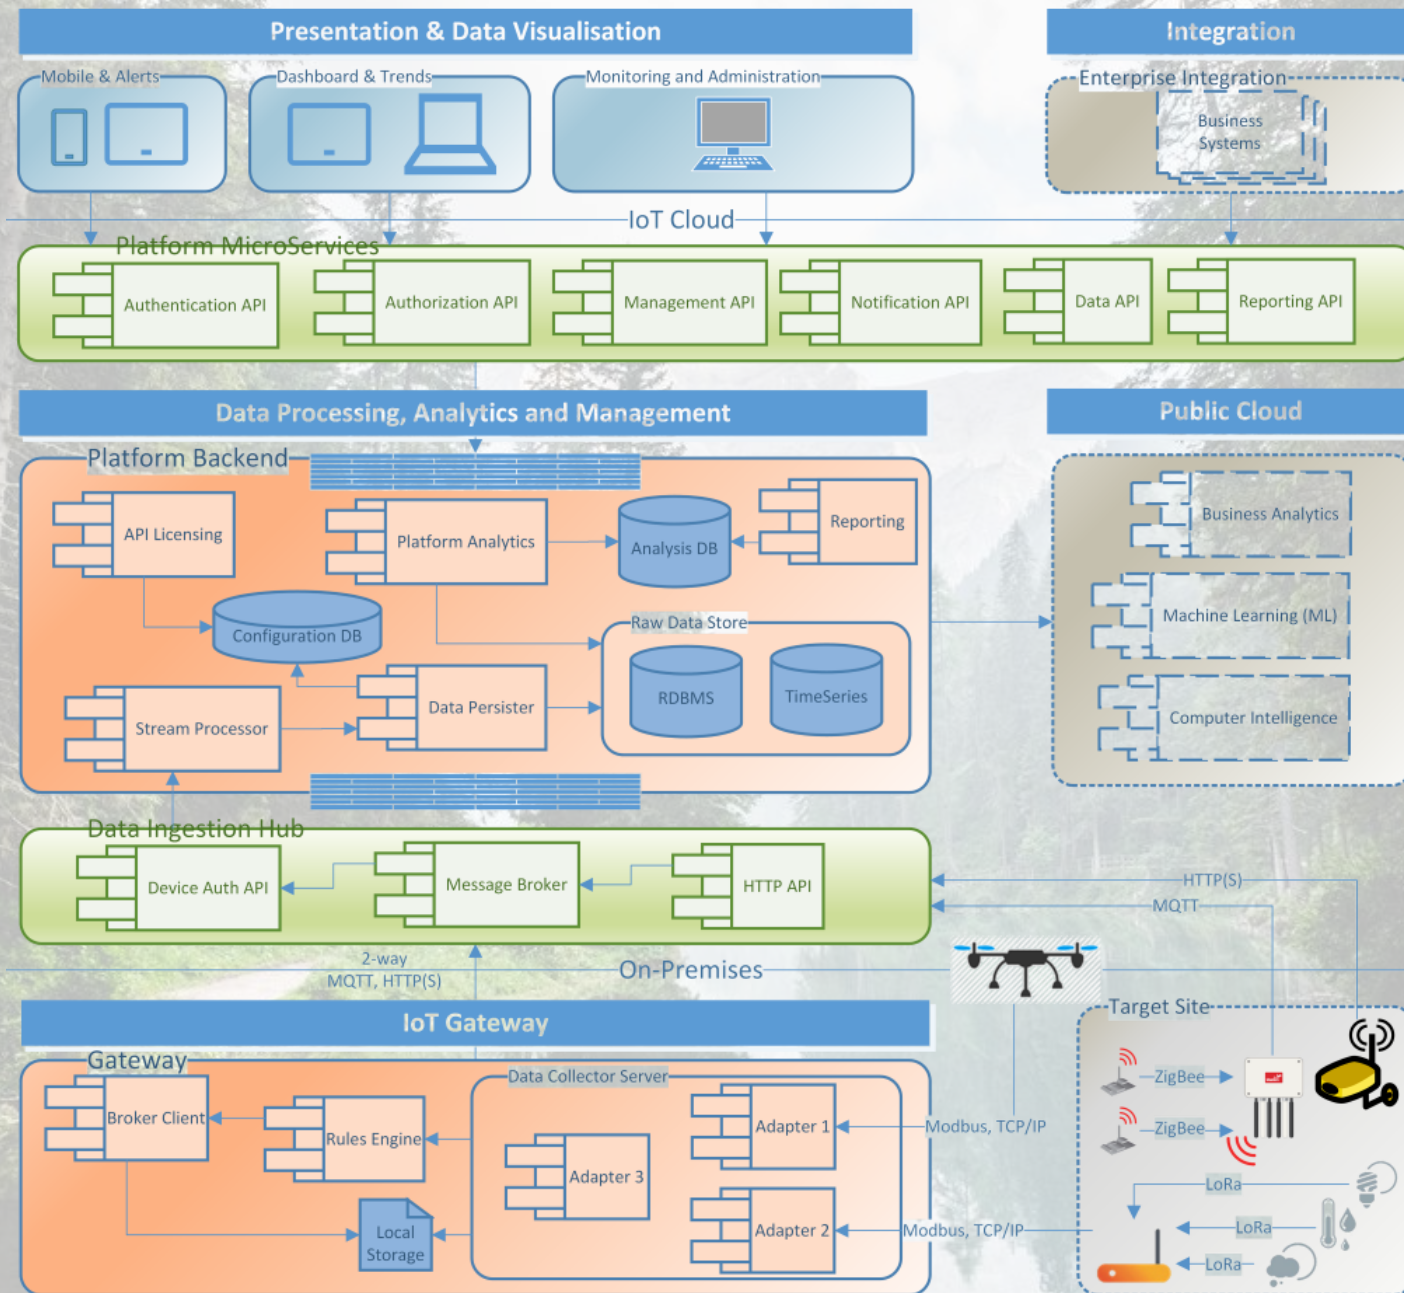 Presentation & Data Visualisation
Integration
Mobile & Alerts
Dashboard & Trends
Monitoring and Administration
Enterprise Integration
Business
Systems
IoT Cloud
Platform MicroServices
Authentication API
Authorization API
Management API
Notification API
Data API
Reporting API
Data Processing, Analytics and Management
Public Cloud
Platform Backend
API Licensing
Platform Analytics
Analysis DB
Reporting
Business Analytics
Configuration DB
Raw Data Store
Machine Learning (ML)
RDBMS
TimeSeries
Stream Processor
Data Persister
Computer Intelligence
Data Ingestion Hub
Device Auth API
Message Broker
HTTP API
HTTP(S)
MQTT
2-way
MQTT, HTTP(S)
On-Premises
IoT Gateway
Target Site
Gateway
Data Collector Server
Broker Client
Rules Engine
Adapter 1
Modbus, TCP/IP
ZigBee
ZigBee
Adapter 3
LoRa
Local
Storage
Adapter 2
Modbus, TCP/IP
LoRa
LoRa